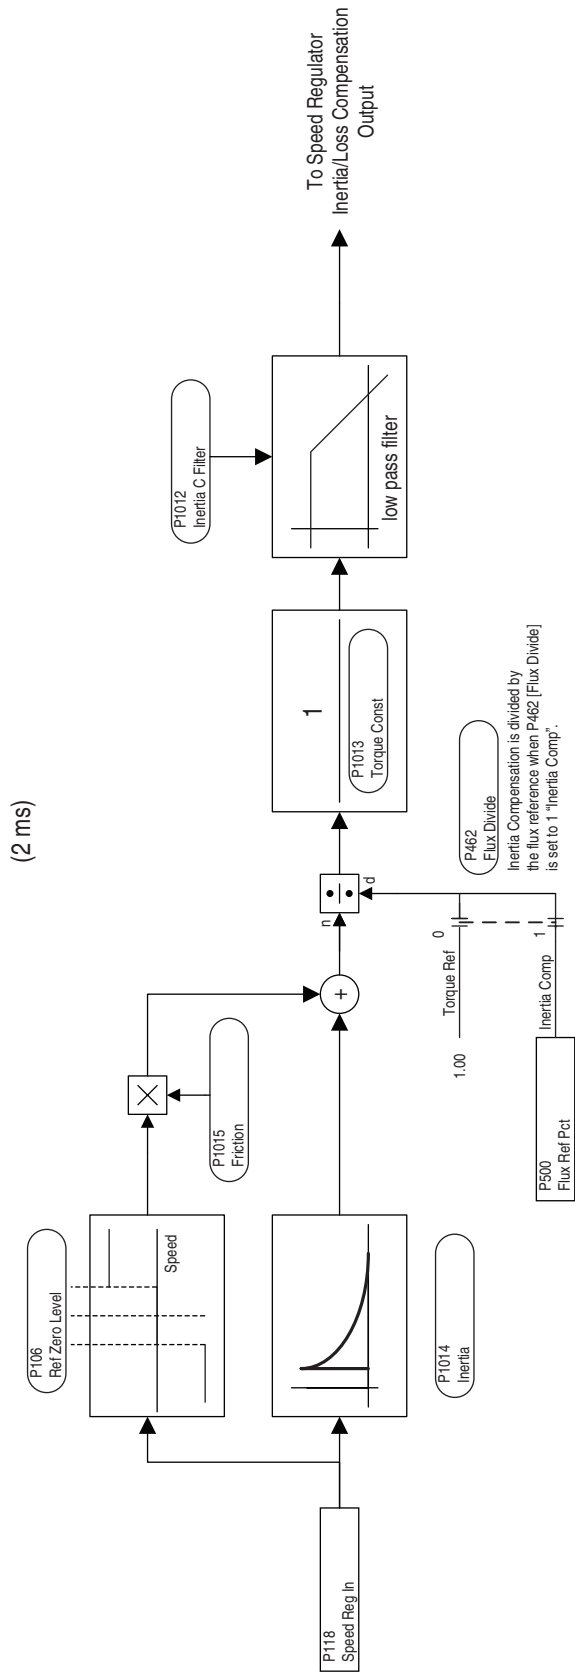 (2 ms)
P118
Speed Reg In
P106
Ref Zero Level
Speed
P1014
Inertia
P1015
Friction
P500
Flux Ref Pct
1.00
Torque Ref
Inertia Comp
0
1
+
n
d
P462
Flux Divide
Inertia Compensation is divided by
the flux reference when P462 [Flux Divide]
is set to 1 “Inertia Comp”.
1
P1013
Torque Const
P1012
Inertia C Filter
low pass filter
To Speed Regulator
Inertia/Loss Compensation
Output